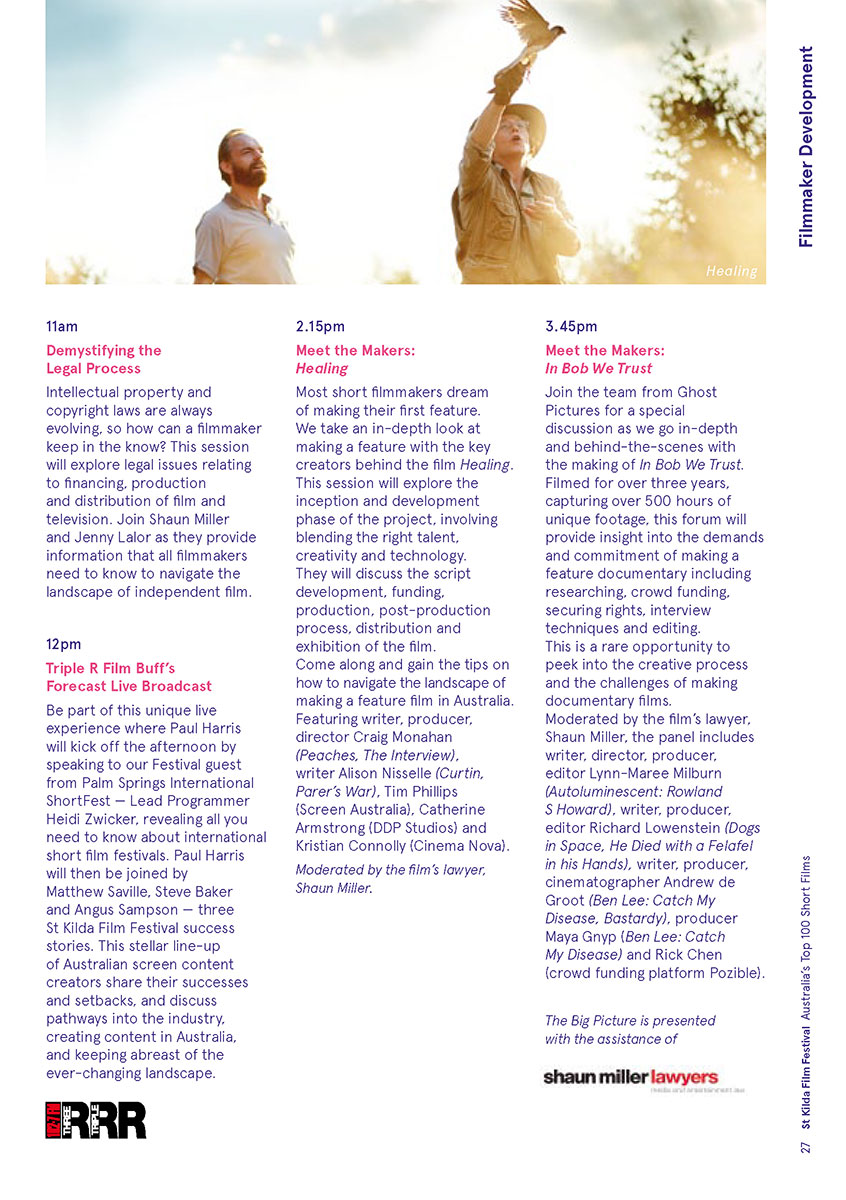 Filmmaker Development
Healing
11am
Demystifying the
Legal Process
Intellectual property and
copyright laws are always
evolving, so how can a filmmaker
keep in the know? This session
will explore legal issues relating
to financing, production
and distribution of film and
television. Join Shaun Miller
and Jenny Lalor as they provide
information that all filmmakers
need to know to navigate the
landscape of independent film.
12pm
Triple R Film Buff's
Forecast Live Broadcast
Be part of this unique live
experience where Paul Harris
will kick off the afternoon by
speaking to our Festival guest
from Palm Springs International
ShortFest — Lead Programmer
Heidi Zwicker, revealing all you
need to know about international
short film festivals. Paul Harris
will then be joined by
Matthew Saville, Steve Baker
and Angus Sampson — three
St Kilda Film Festival success
stories. This stellar line-up
of Australian screen content
creators share their successes
and setbacks, and discuss
pathways into the industry,
creating content in Australia,
and keeping abreast of the
ever-changing landscape.
THREE
R
TRIPLE
RR
2.15pm
Meet the Makers:
Healing
Most short filmmakers dream
of making their first feature.
We take an in-depth look at
making a feature with the key
creators behind the film Healing.
This session will explore the
inception and development
phase of the project, involving
blending the right talent,
creativity and technology.
They will discuss the script
development, funding,
production, post-production
process, distribution and
exhibition of the film.
Come along and gain the tips on
how to navigate the landscape of
making a feature film in Australia.
Featuring writer, producer,
director Craig Monahan
(Peaches, The Interview),
writer Alison Nisselle (Curtin,
Parer's War), Tim Phillips
(Screen Australia), Catherine
Armstrong (DDP Studios) and
Kristian Connolly (Cinema Nova).
Moderated by the film's lawyer,
Shaun Miller.
3.45pm
Meet the Makers:
In Bob We Trust
Join the team from Ghost
Pictures for a special
discussion as we go in-depth
and behind-the-scenes with
the making of In Bob We Trust.
Filmed for over three years,
capturing over 500 hours of
unique footage, this forum will
provide insight into the demands
and commitment of making a
feature documentary including
researching, crowd funding,
securing rights, interview
techniques and editing.
This is a rare opportunity to
peek into the creative process
and the challenges of making
documentary films.
Moderated by the film's lawyer,
Shaun Miller, the panel includes
writer, director, producer,
editor Lynn-Maree Milburn
(Autoluminescent: Rowland
S Howard), writer, producer,
editor Richard Lowenstein (Dogs
in Space, He Died with a Felafel
in his Hands), writer, producer,
cinematographer Andrew de
Groot (Ben Lee: Catch My
Disease, Bastardy), producer
Maya Gnyp (Ben Lee: Catch
My Disease) and Rick Chen
(crowd funding platform Pozible).
The Big Picture is presented
with the assistance of
shaun miller lawyers
media and entertainment law
27 St Kilda Film Festival Australia's Top 100 Short Films